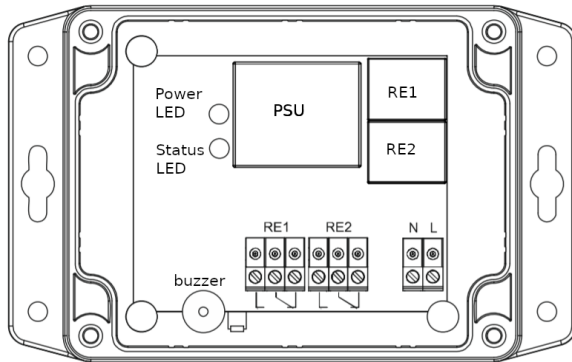 Power
LED
PSU
RE1
RE2
Status
LED
RE1
RE2
N
L
buzzer